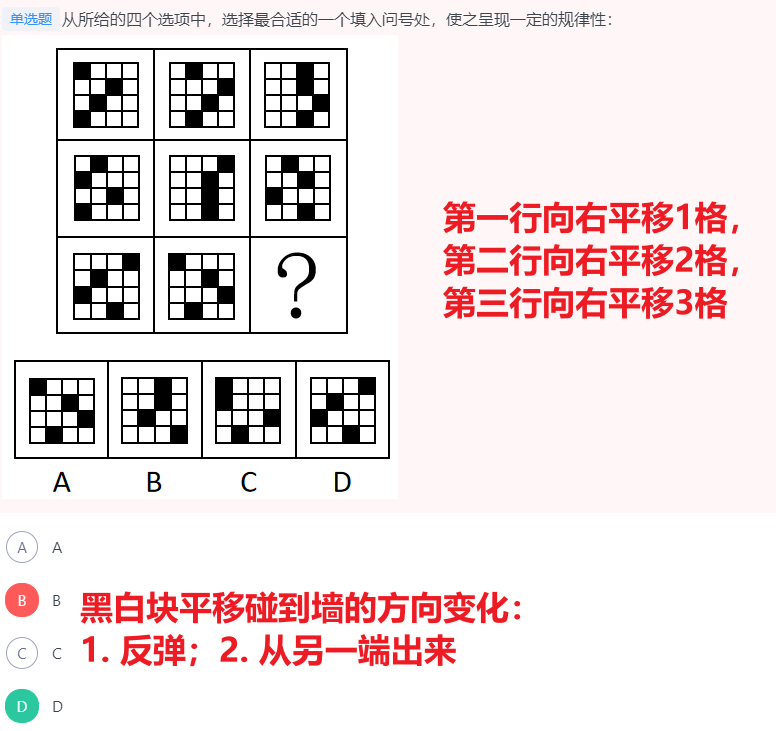 单选题 从所给的四个选项中，选择最合适的一个填入问号处，使之呈现一定的规律性：
?
第一行向右平移1格，
第二行向右平移2格，
第三行向右平移3格
A B C D
A A
B B
黑白块平移碰到墙的方向变化：
1. 反弹；2. 从另一端出来
C C
D D